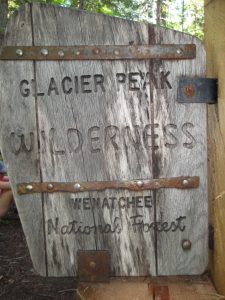 GLACIER PEAK
WILDERNESS
WENATCHEE
National Forest